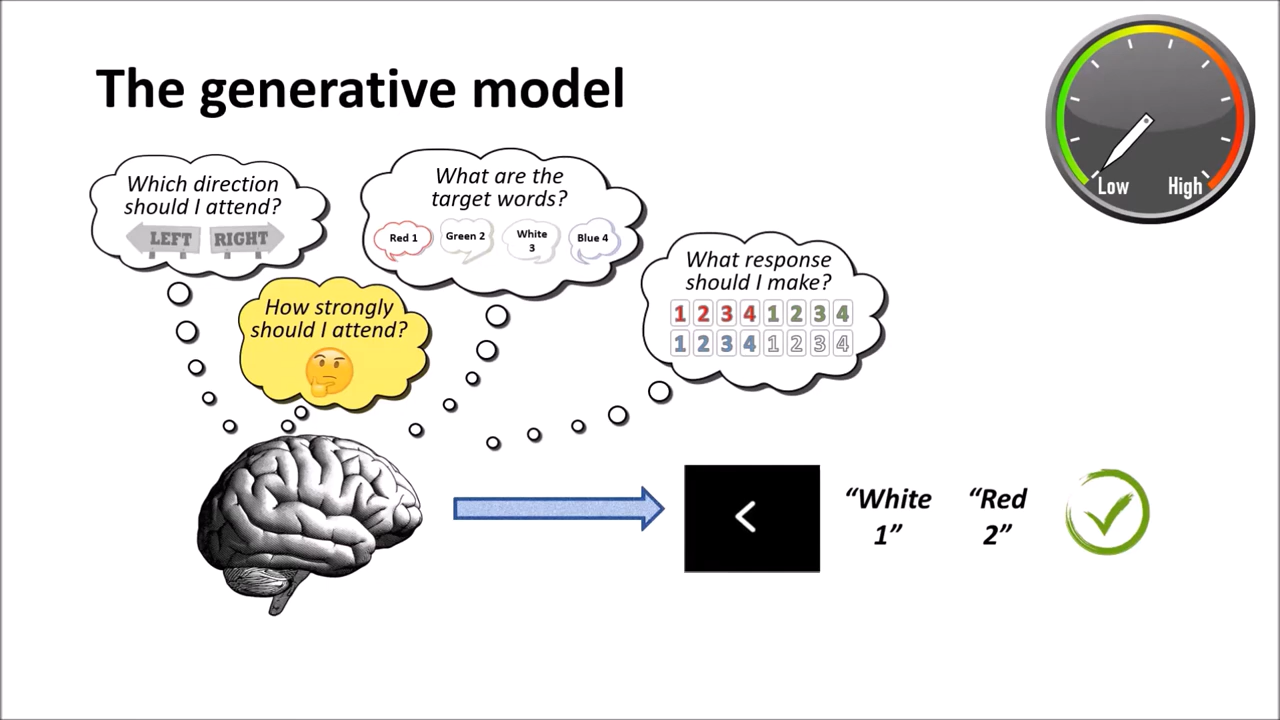 The generative model
Low High
Which direction
should I attend?
LEFT RIGHT
What are the
target words?
Red 1 Green 2 White
3 Blue 4
How strongly
should I attend?
What response
should I make?
1 2 3 4 1 2 3 4
1 2 3 4 1 2 3 4
<
“White
1”
“Red
2”